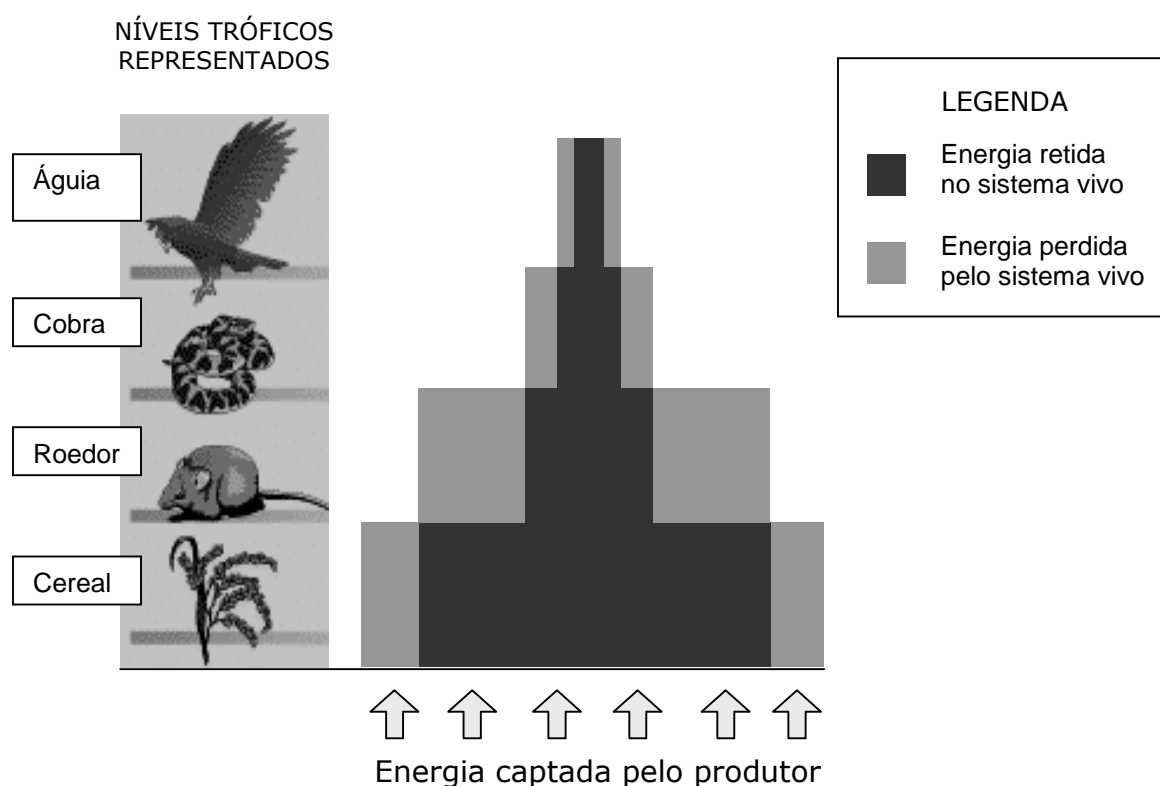 NÍVEIS TRÓFICOS
REPRESENTADOS
Águia
Cobra
Roedor
Cereal
LEGENDA
Energia retida
no sistema vivo
Energia perdida
pelo sistema vivo
Energia captada pelo produtor